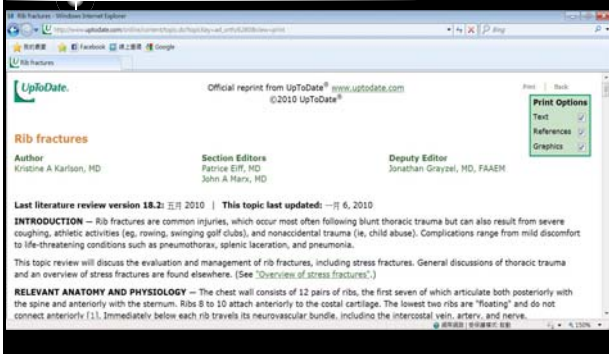 Rib fractures - Windows Internet Explorer
Bing
Facebook
Google
Rib fractures
UpToDate.
Official reprint from UpToDate® www.uptodate.com
©2010 UpToDate®
Print | Back
Print Options
Text
References
Graphics
Rib fractures
Author
Kristine A Karlson, MD
Section Editors
Patrice Eiff, MD
John A Marx, MD
Deputy Editor
Jonathan Grayzel, MD, FAAEM
Last literature review version 18.2: 五月 2010 | This topic last updated: 一月 6, 2010
INTRODUCTION — Rib fractures are common injuries, which occur most often following blunt thoracic trauma but can also result from severe
coughing, athletic activities (eg, rowing, swinging golf clubs), and nonaccidental trauma (ie, child abuse). Complications range from mild discomfort
to life-threatening conditions such as pneumothorax, splenic laceration, and pneumonia.
This topic review will discuss the evaluation and management of rib fractures, including stress fractures. General discussions of thoracic trauma
and an overview of stress fractures are found elsewhere. (See "Overview of stress fractures".)
RELEVANT ANATOMY AND PHYSIOLOGY — The chest wall consists of 12 pairs of ribs, the first seven of which articulate both posteriorly with
the spine and anteriorly with the sternum. Ribs 8 to 10 attach anteriorly to the costal cartilage. The lowest two ribs are "floating" and do not
connect anteriorly [1]. Immediately below each rib travels its neurovascular bundle, including the intercostal vein, artery, and nerve.
150%